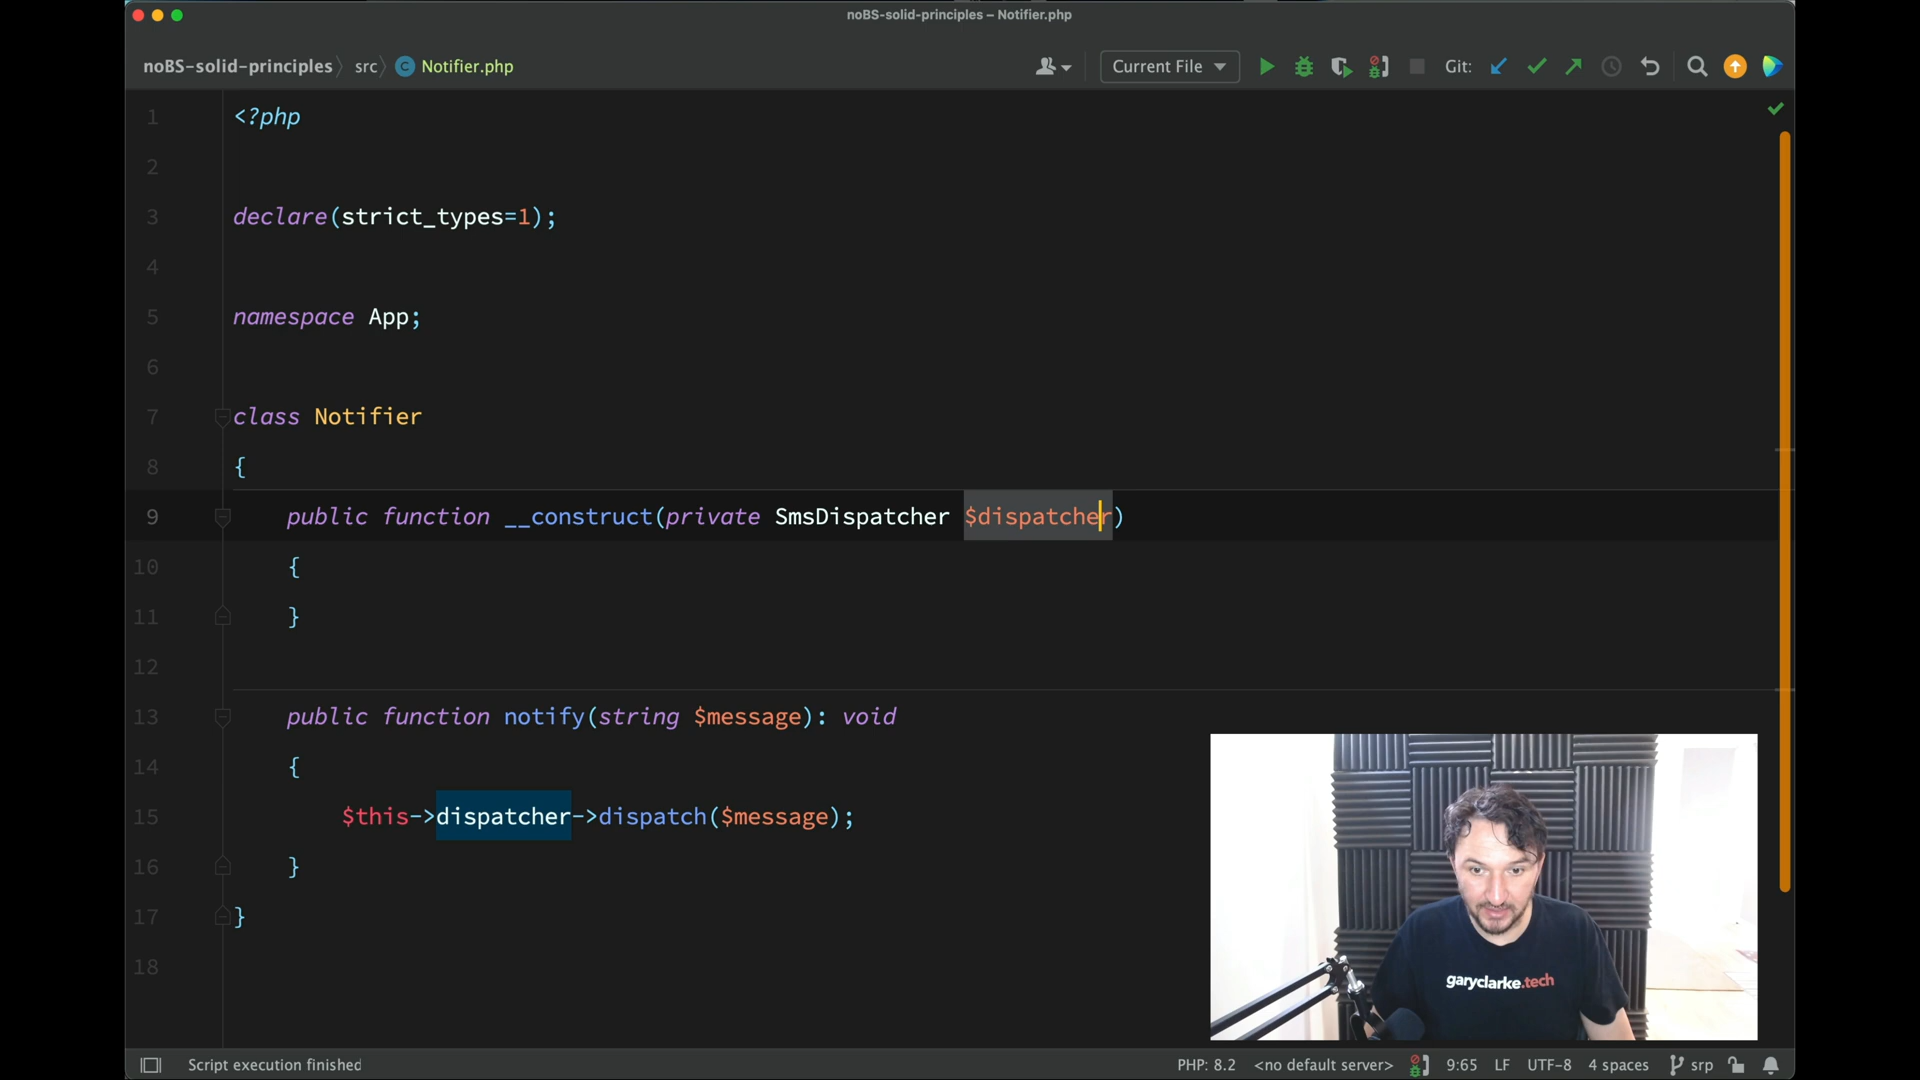 noBS-solid-principles – Notifier.php
noBS-solid-principles src C Notifier.php Current File Git:
1 <?php
2
3 declare(strict_types=1);
4
5 namespace App;
6
7 class Notifier
8 {
9 public function __construct(private SmsDispatcher $dispatcher)
10 {
11 }
12
13 public function notify(string $message): void
14 {
15 $this->dispatcher->dispatch($message);
16 }
17 }
18
garyclarke.tech
Script execution finished PHP: 8.2 <no default server> 9:65 LF UTF-8 4 spaces srp